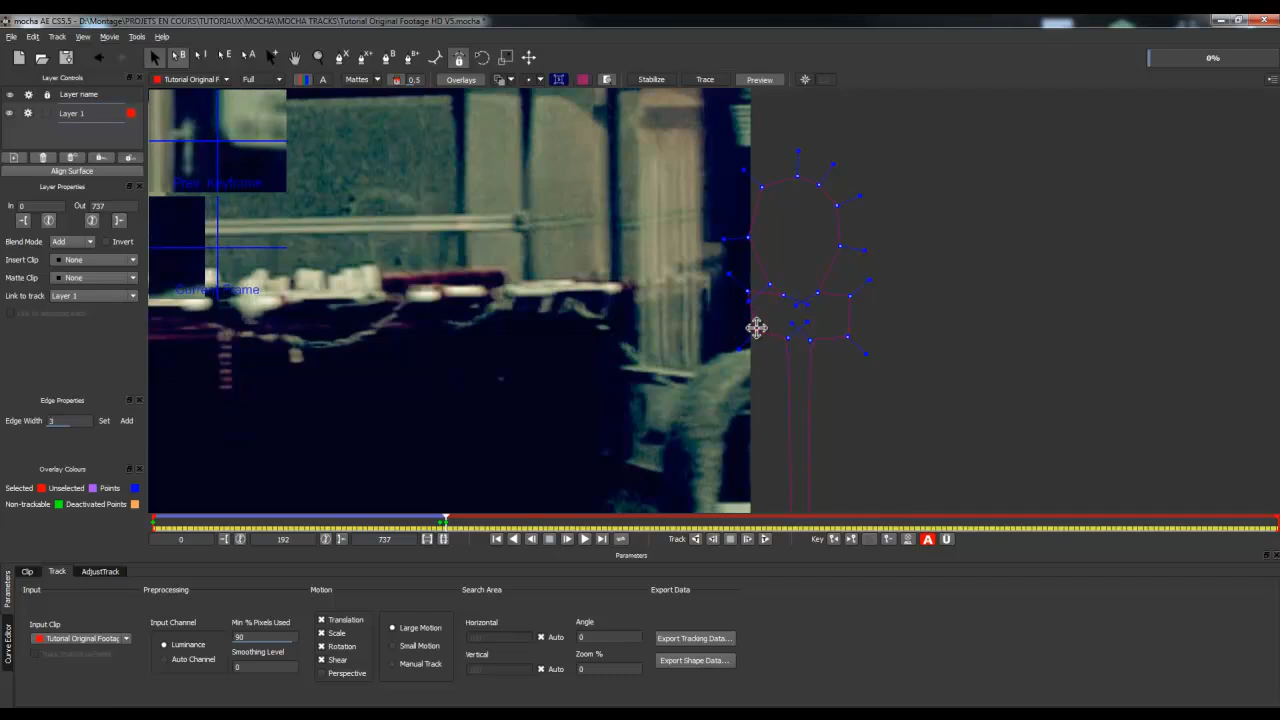 mocha AE CS5.5 - D:\Montage\PROJETS EN COURS\TUTORIAUX\MOCHA\MOCHA TRACKS\Tutorial Original Footage HD V5.mocha *
File Edit Track View Movie Tools Help
0%
Layer Controls
Tutorial Original F Full Mattes 0,5 Overlays Stabilize Trace Preview
Layer name
Layer 1
Align Surface
Layer Properties
In 0 Out 737
Blend Mode Add Invert
Insert Clip None
Matte Clip None
Link to track Layer 1
Prev. Keyframe
Current Frame
Edge Properties
Edge Width 3 Set Add
Overlay Colours
Selected Unselected Points
Non-trackable Deactivated Points
0 192 737 Track Key A Ü
Parameters
Clip Track AdjustTrack
Parameters
Curve Editor
Input Preprocessing Motion Search Area Export Data
Input Clip
Tutorial Original Footag
Input Channel
Luminance
Auto Channel
Min % Pixels Used
90
Smoothing Level
0
Translation
Scale
Rotation
Shear
Perspective
Large Motion
Small Motion
Manual Track
Horizontal
Auto
Vertical
Auto
Angle
0
Zoom %
0
Export Tracking Data...
Export Shape Data...